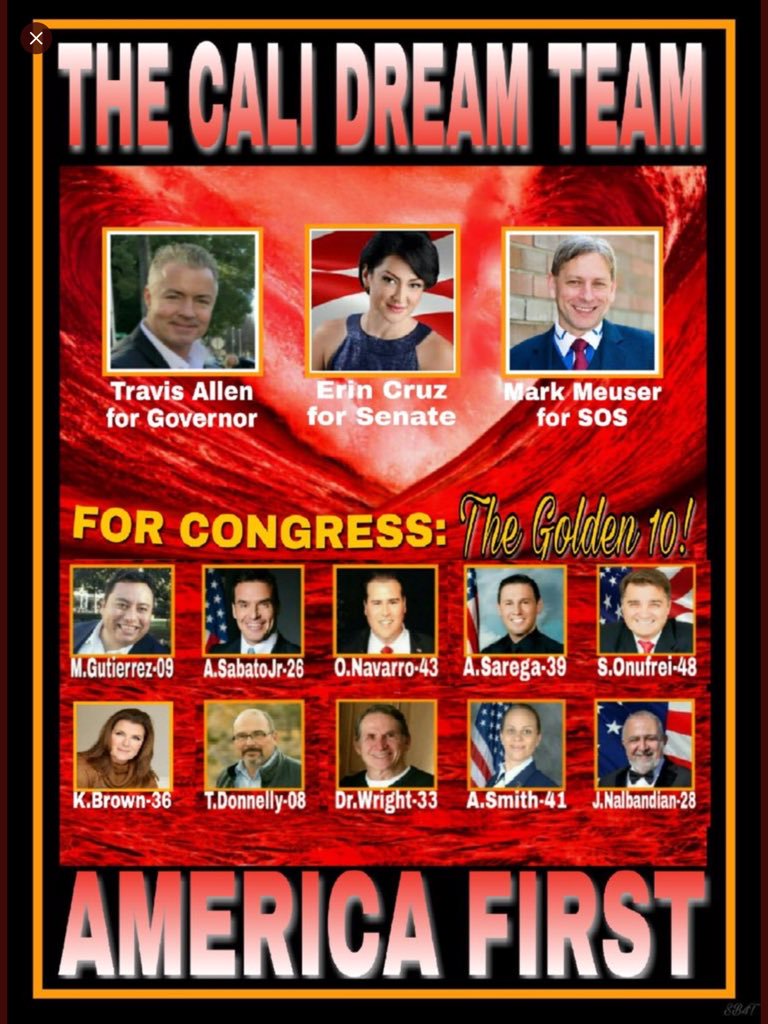 THE CALI DREAM TEAM
Travis Allen
for Governor
Erin Cruz
for Senate
Mark Meuser
for SOS
FOR CONGRESS: The Golden 10!
M.Gutierrez-09 A.SabatoJr-26 O.Navarro-43 A.Sarega-39 S.Onufrei-48
K.Brown-36 T.Donnelly-08 Dr.Wright-33 A.Smith-41 J.Nalbandian-28
AMERICA FIRST